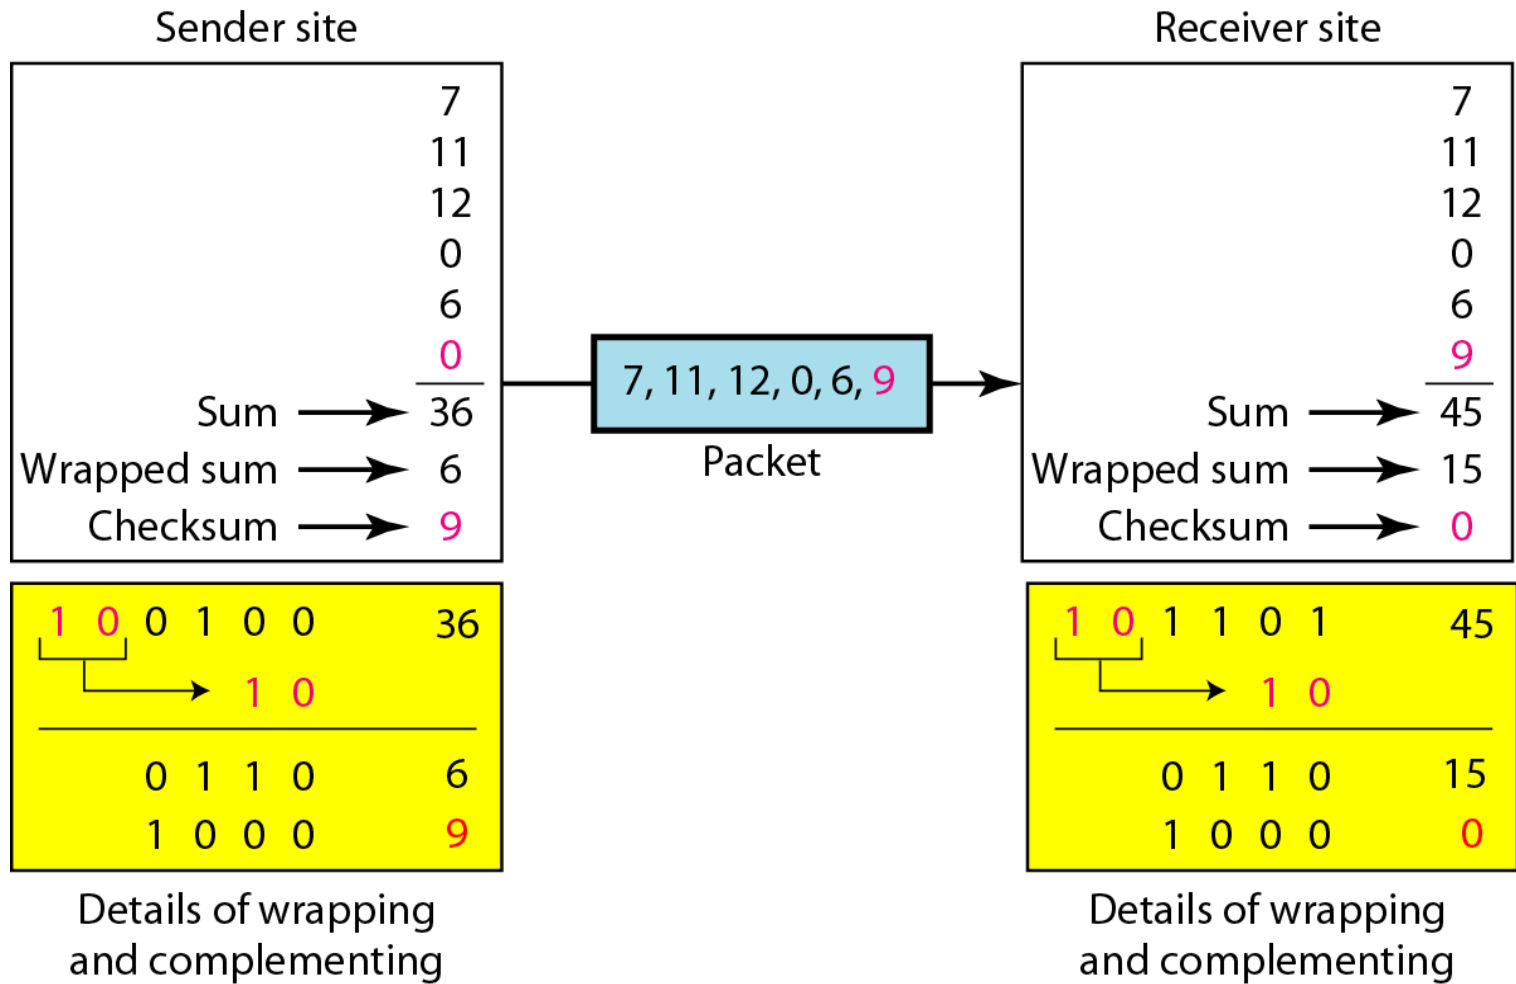 Sender site
7
11
12
0
6
0
Sum 36
Wrapped sum 6
Checksum 9
1 0 0 1 0 0 36
1 0
0 1 1 0 6
1 0 0 0 9
Details of wrapping
and complementing
7, 11, 12, 0, 6, 9
Packet
Receiver site
7
11
12
0
6
9
Sum 45
Wrapped sum 15
Checksum 0
1 0 1 1 0 1 45
1 0
0 1 1 0 15
1 0 0 0 0
Details of wrapping
and complementing